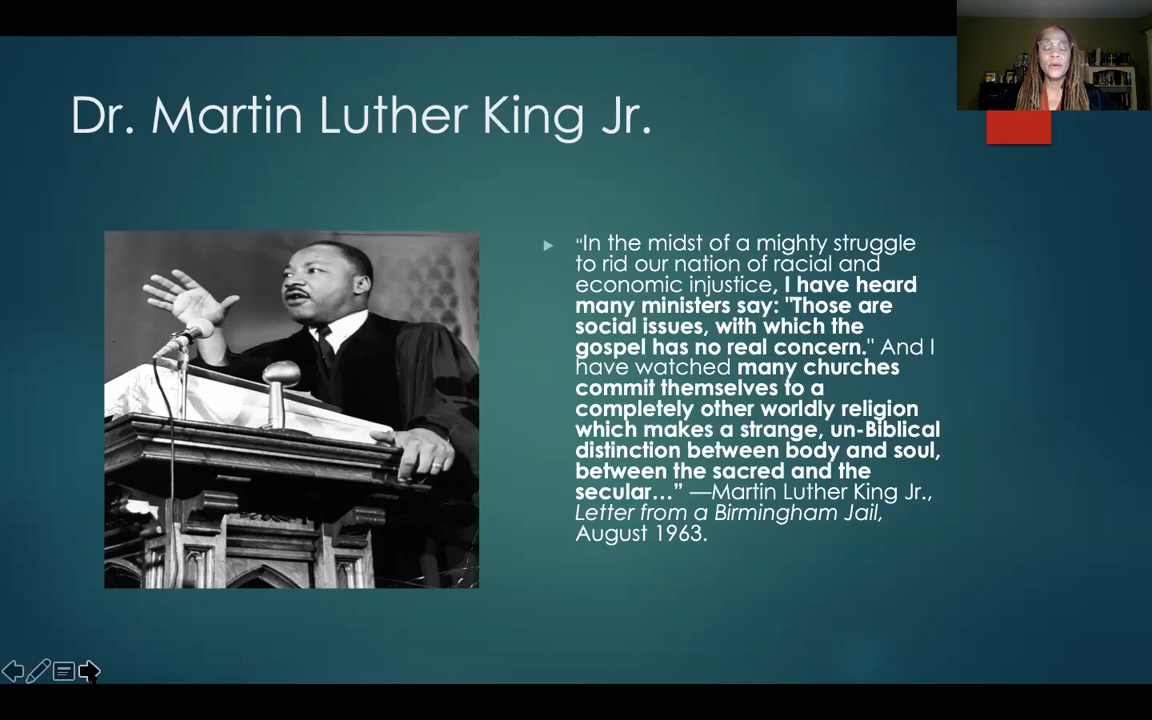 Dr. Martin Luther King Jr.
“In the midst of a mighty struggle
to rid our nation of racial and
economic injustice, I have heard
many ministers say: "Those are
social issues, with which the
gospel has no real concern." And I
have watched many churches
commit themselves to a
completely other worldly religion
which makes a strange, un-Biblical
distinction between body and soul,
between the sacred and the
secular…” —Martin Luther King Jr.,
Letter from a Birmingham Jail,
August 1963.